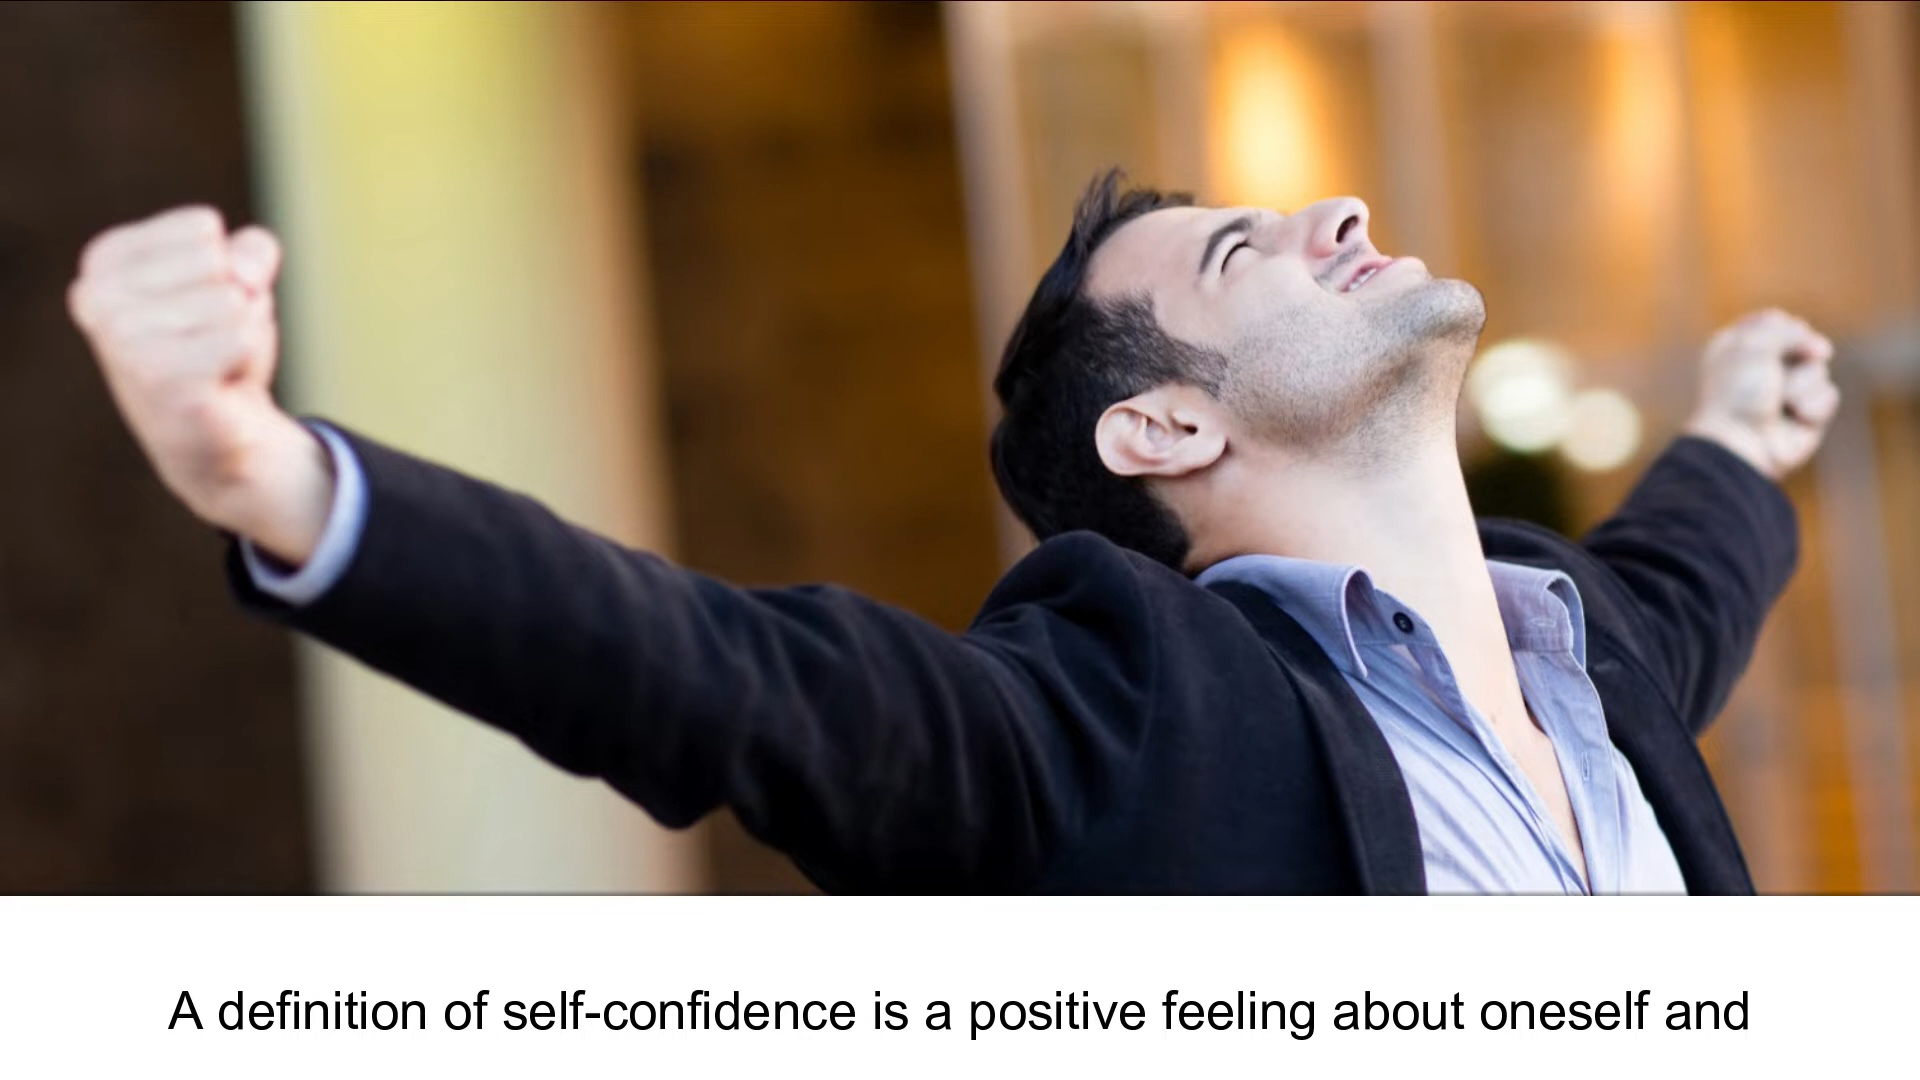 A definition of self-confidence is a positive feeling about oneself and